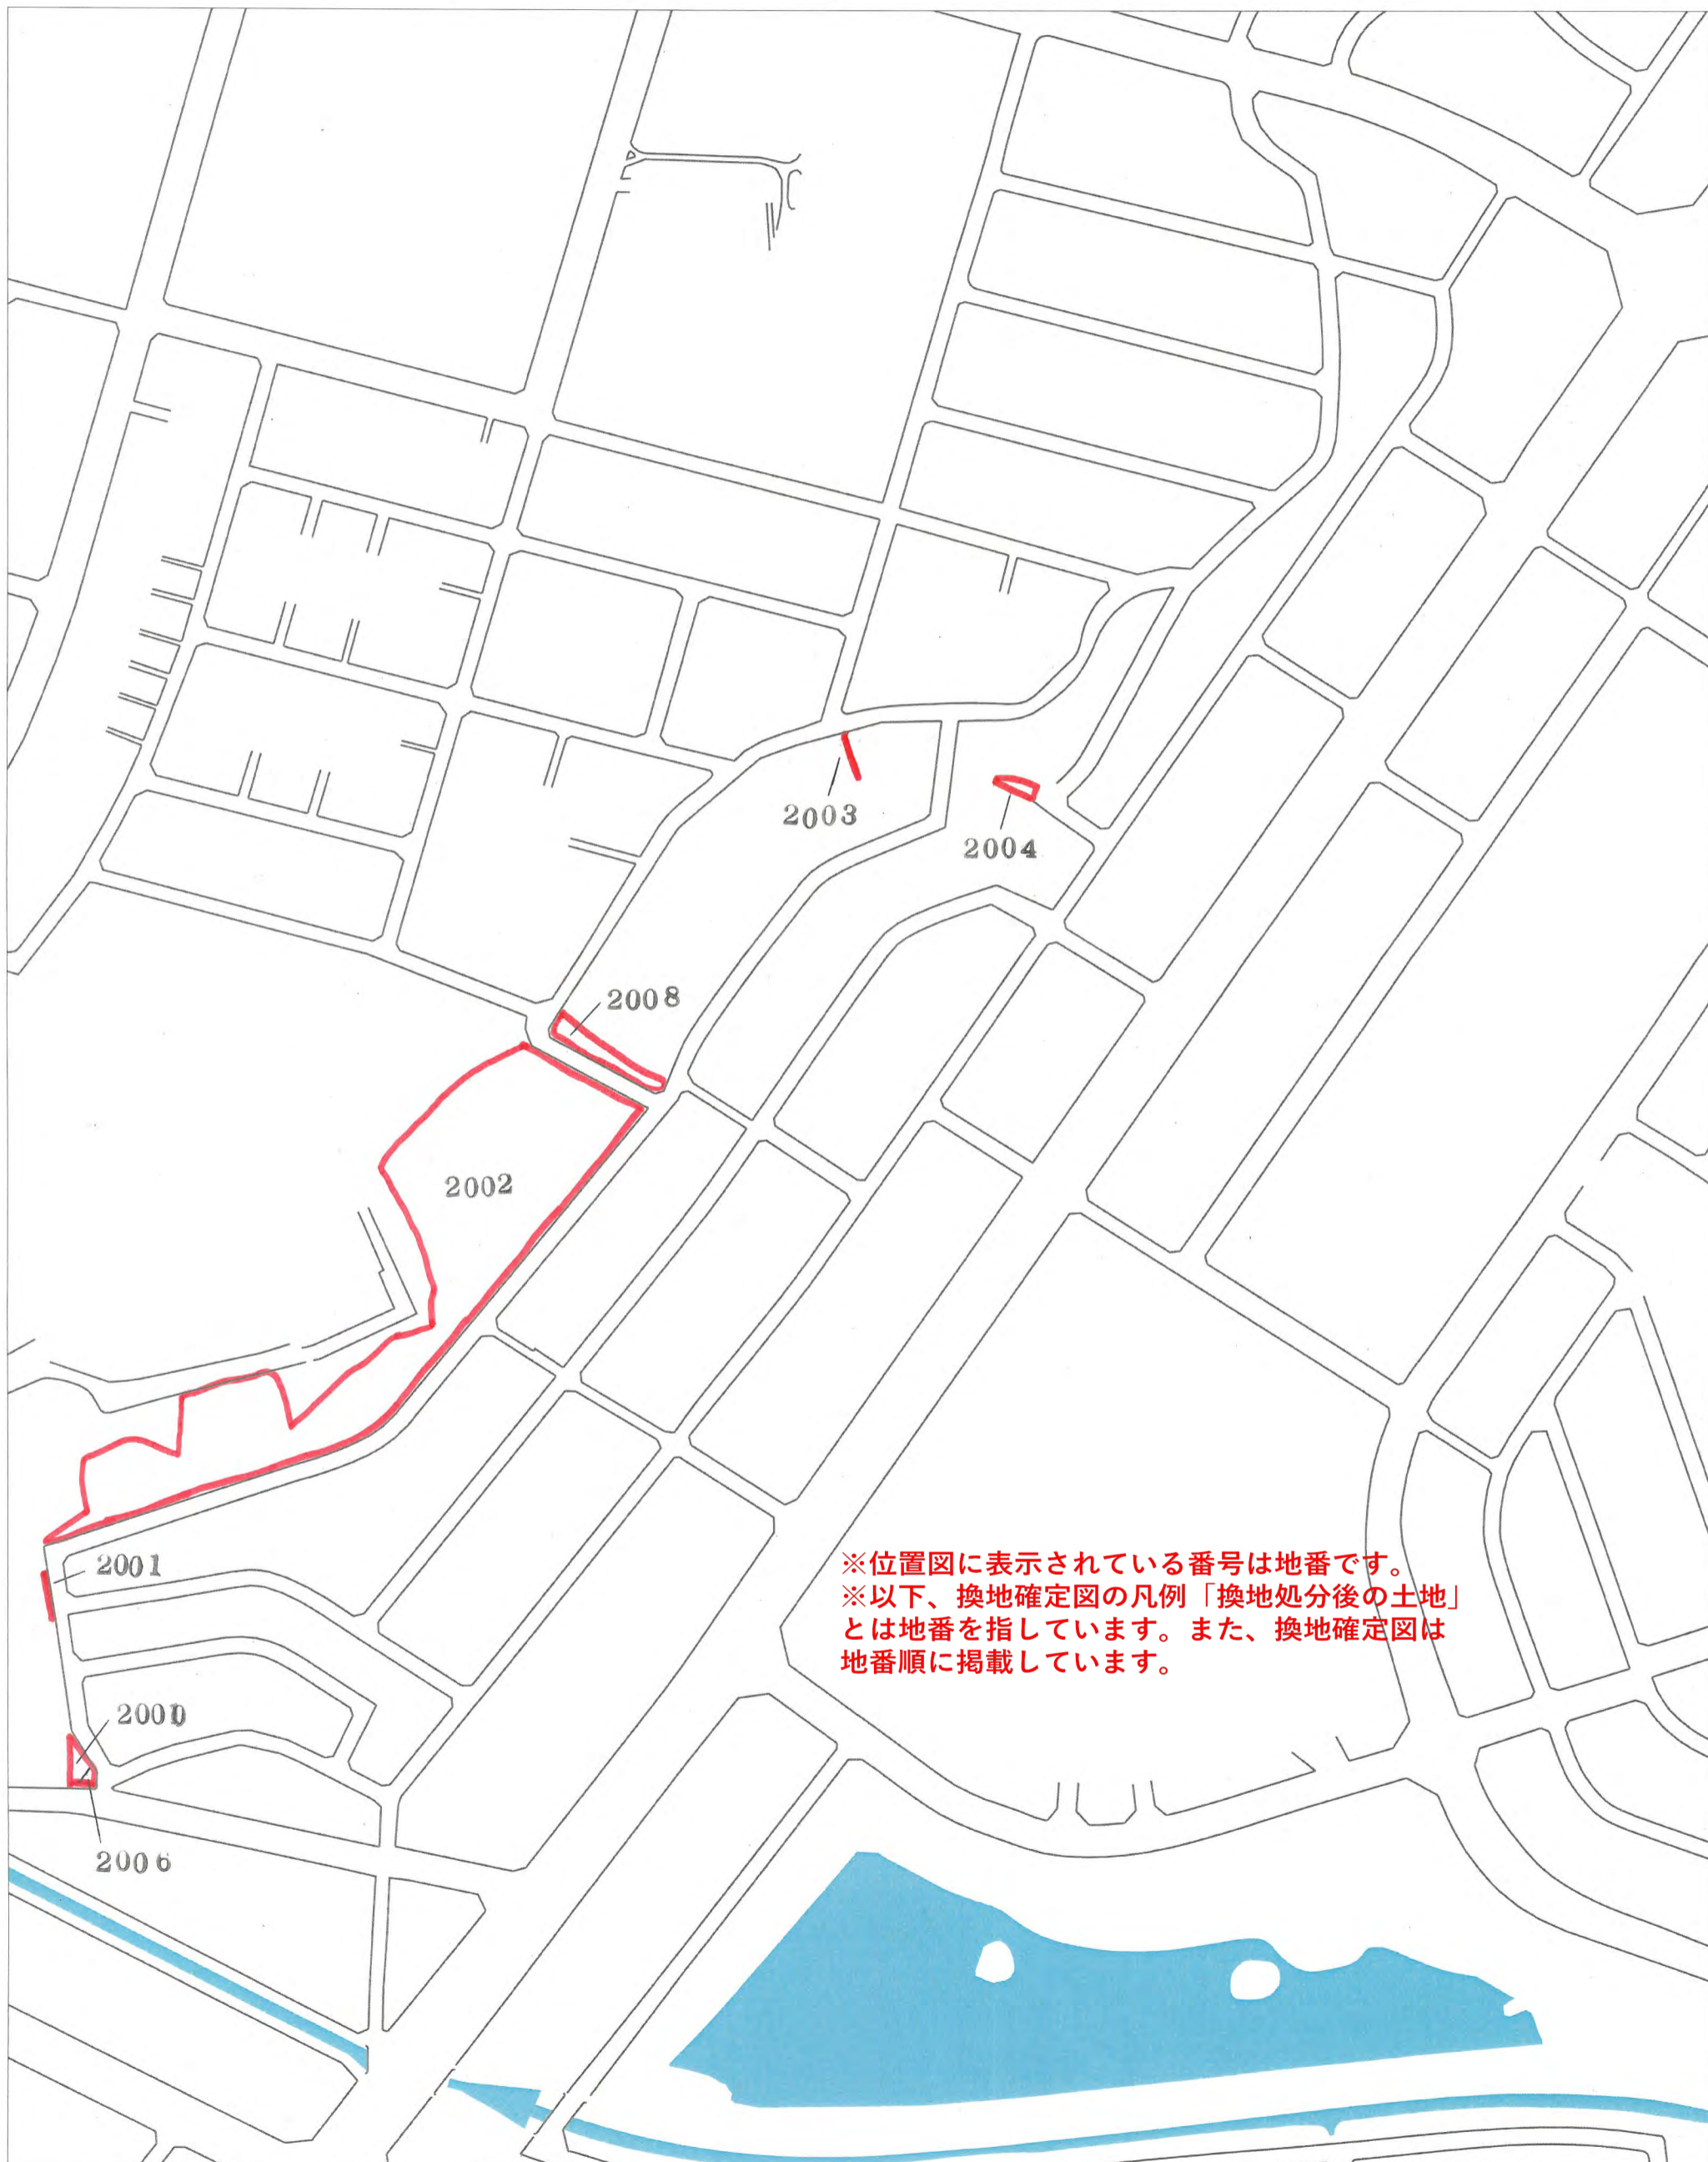 2003
2004
2008
2002
※位置図に表示されている番号は地番です。
※以下、換地確定図の凡例「換地処分後の土地」
とは地番を指しています。また、換地確定図は
地番順に掲載しています。
2001
2006